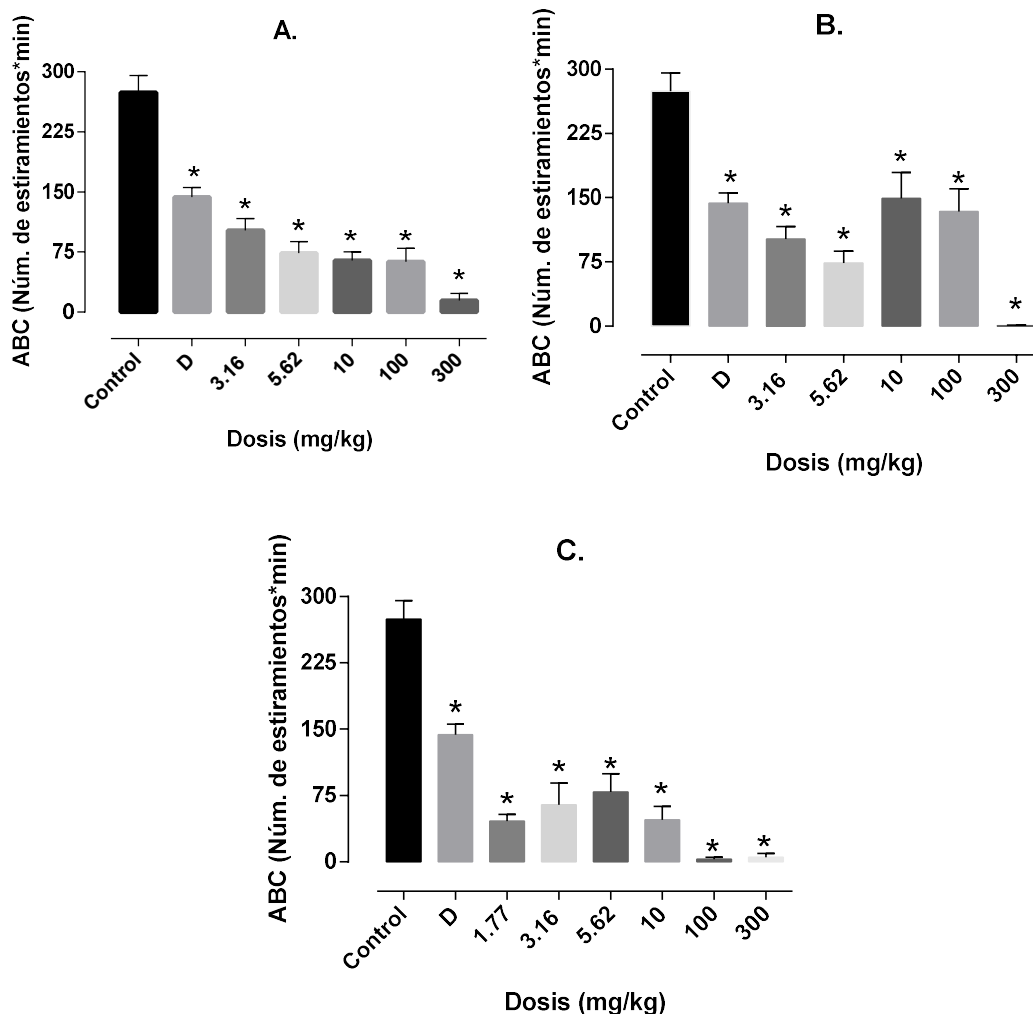 A.
ABC (Núm. de estiramientos*min)
300
225
150
75
0
* * * * * *
Control D 3.16 5.62 10 100 300
Dosis (mg/kg)
B.
ABC (Núm. de estiramientos*min)
300
225
150
75
0
* * * * * *
Control D 3.16 5.62 10 100 300
Dosis (mg/kg)
C.
ABC (Núm. de estiramientos*min)
300
225
150
75
0
* * * * * * *
Control D 1.77 3.16 5.62 10 100 300
Dosis (mg/kg)